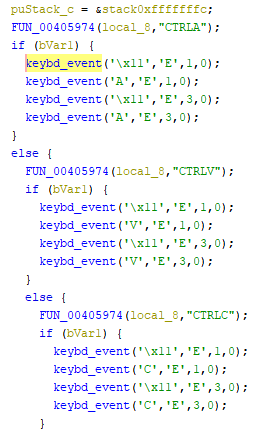 puStack_c = &stack0xfffffffc;
FUN_00405974(local_8,"CTRLA");
if (bVar1) {
keybd_event('\x11','E',1,0);
keybd_event('A','E',1,0);
keybd_event('\x11','E',3,0);
keybd_event('A','E',3,0);
}
else {
FUN_00405974(local_8,"CTRLV");
if (bVar1) {
keybd_event('\x11','E',1,0);
keybd_event('V','E',1,0);
keybd_event('\x11','E',3,0);
keybd_event('V','E',3,0);
}
else {
FUN_00405974(local_8,"CTRLC");
if (bVar1) {
keybd_event('\x11','E',1,0);
keybd_event('C','E',1,0);
keybd_event('\x11','E',3,0);
keybd_event('C','E',3,0);
}